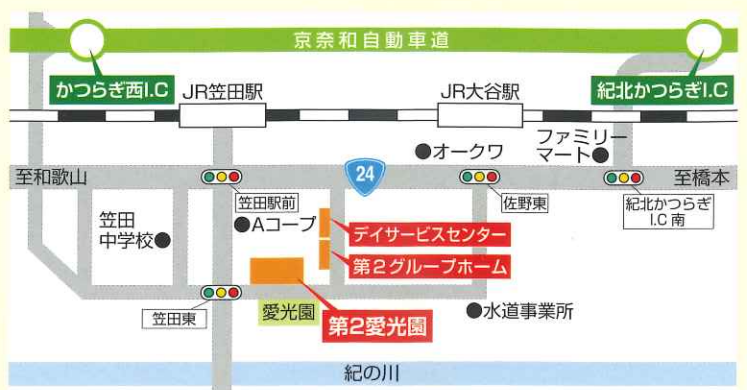 京奈和自動車道
かつらぎ西I.C
JR笠田駅
JR大谷駅
紀北かつらぎI.C
ファミリー
マート
オークワ
至和歌山
24
至橋本
笠田駅前
佐野東
紀北かつらぎ
I.C 南
笠田
中学校
Aコープ
デイサービスセンター
第2グループホーム
笠田東
愛光園
第2愛光園
水道事業所
紀の川